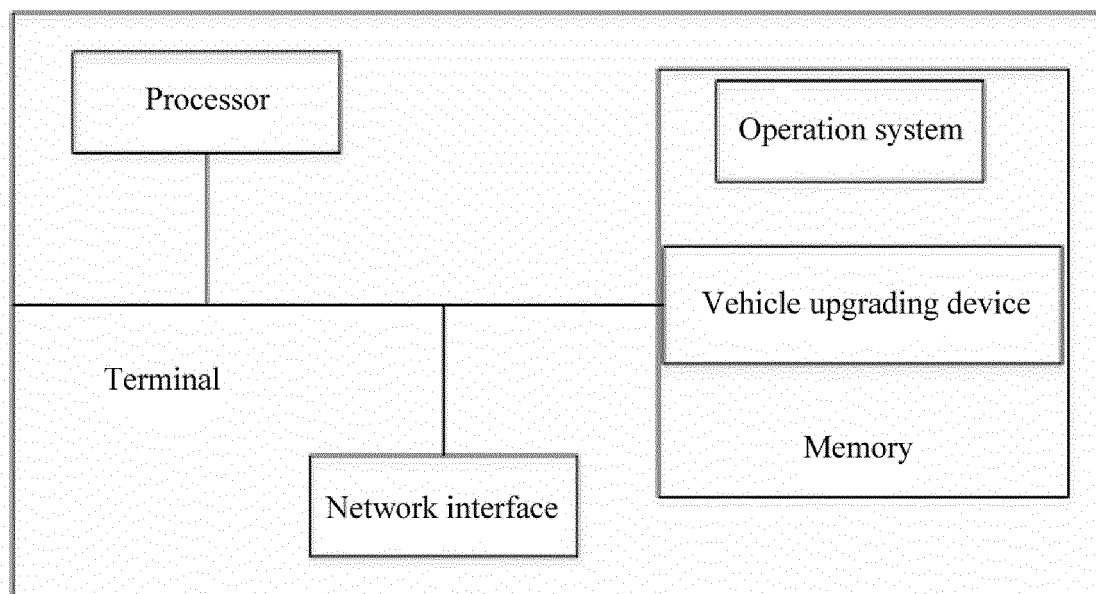 Processor
Operation system
Vehicle upgrading device
Terminal
Memory
Network interface